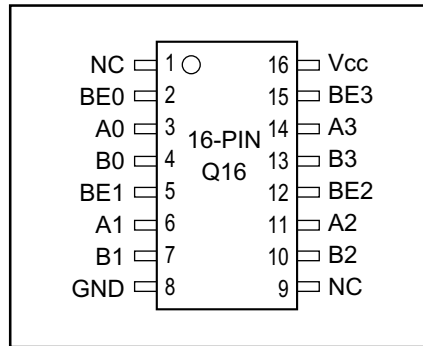 NC 1 16 Vcc
BE0 2 15 BE3
A0 3 14 A3
16-PIN
B0 4 13 B3
Q16
BE1 5 12 BE2
A1 6 11 A2
B1 7 10 B2
GND 8 9 NC